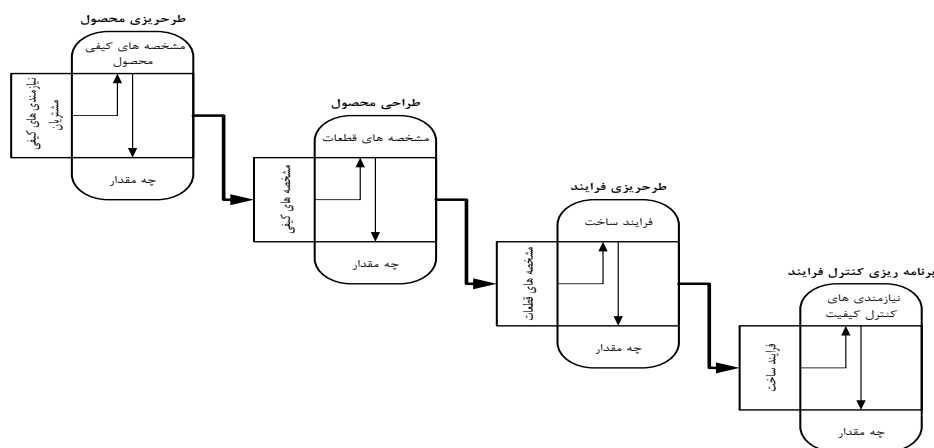 طرحریزی محصول
مشخصه های کیفی
محصول
نیازمندی های کیفی
مشتریان
چه مقدار
طراحی محصول
مشخصه های قطعات
مشخصه های کیفی
چه مقدار
طرحریزی فرایند
فرایند ساخت
مشخصه های قطعات
چه مقدار
برنامه ریزی کنترل فرایند
نیازمندی های
کنترل کیفیت
فرایند ساخت
چه مقدار